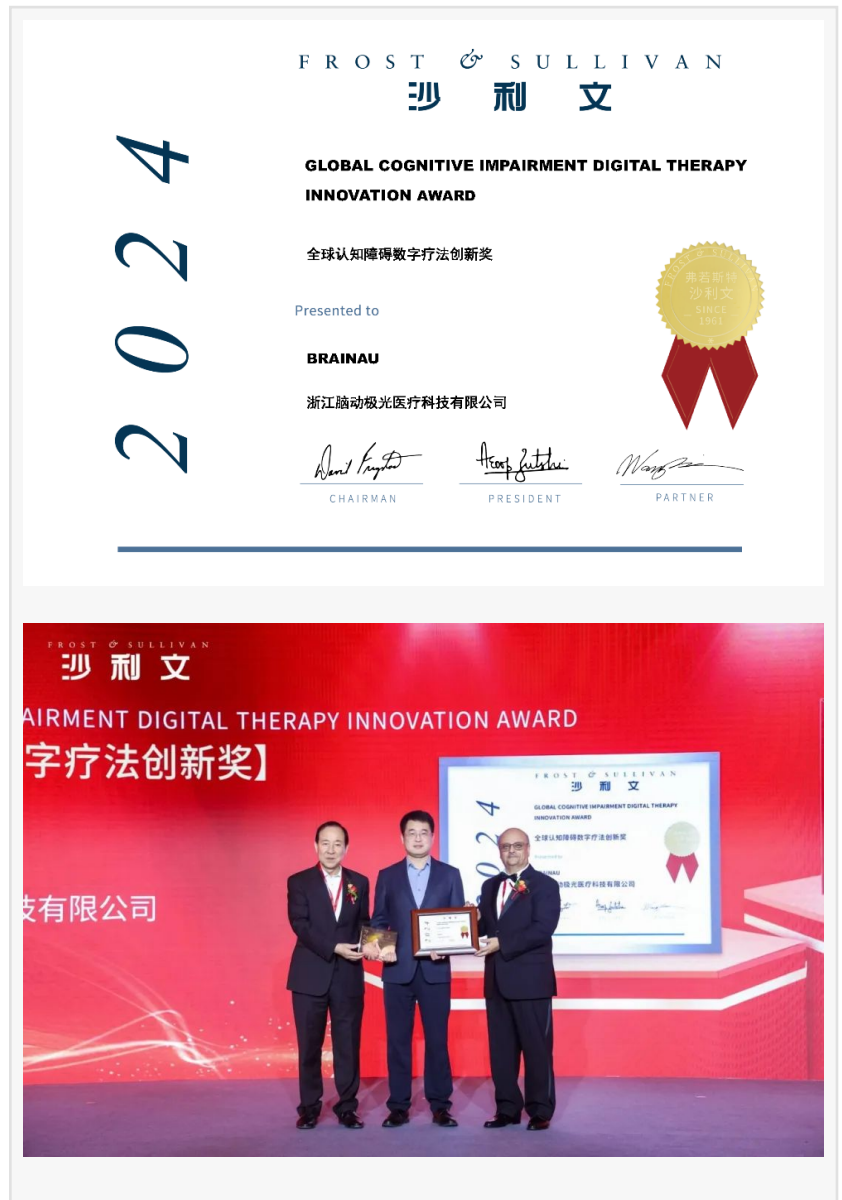 FROST & SULLIVAN
沙利文
2024
GLOBAL COGNITIVE IMPAIRMENT DIGITAL THERAPY
INNOVATION AWARD
全球认知障碍数字疗法创新奖
Presented to
BRAINAU
浙江脑动极光医疗科技有限公司
FROST & SULLIVAN
弗若斯特
沙利文
SINCE
1961
CHAIRMAN
PRESIDENT
PARTNER
FROST & SULLIVAN
沙利文
AIRMENT DIGITAL THERAPY INNOVATION AWARD
字疗法创新奖】
技有限公司
FROST & SULLIVAN
沙利文
2024
GLOBAL COGNITIVE IMPAIRMENT DIGITAL THERAPY
INNOVATION AWARD
全球认知障碍数字疗法创新奖
Presented to
动极光医疗科技有限公司